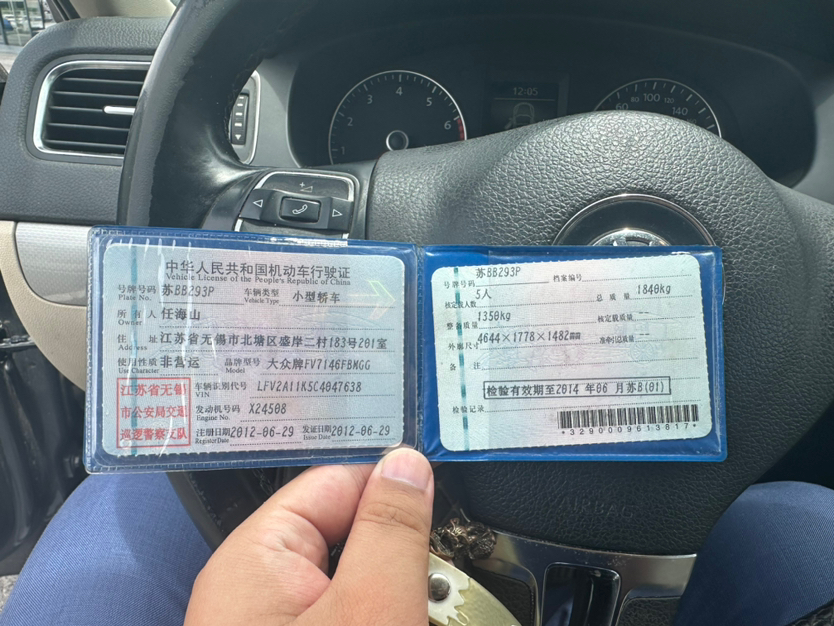 中华人民共和国机动车行驶证
Vehicle License of the People's Republic of China
号牌号码 苏BB293P 车辆类型 小型轿车
Plate No. Vehicle Type
所有人 任海山
Owner
住址 江苏省无锡市北塘区盛岸二村183号201室
Address
使用性质 非营运 品牌型号 大众牌FV7146FBMGG
Use Character Model
江苏省无锡
市公安局交通
巡逻警察支队
车辆识别代号 LFV2A11K5C4047638
VIN
发动机号码 X24508
Engine No.
注册日期 2012-06-29 发证日期 2012-06-29
Register Date Issue Date
号牌号码 苏BB293P 档案编号
核定载人数 5人 总质量 1840kg
整备质量 1350kg 核定载质量 --
外廓尺寸 4644×1778×1482mm 准牵引总质量 --
备注
检验有效期至2014年06月苏B(01)
检验记录
*3290009613817*
1 2 3 4 5 6
12:05
60 100 140
AIRBAG